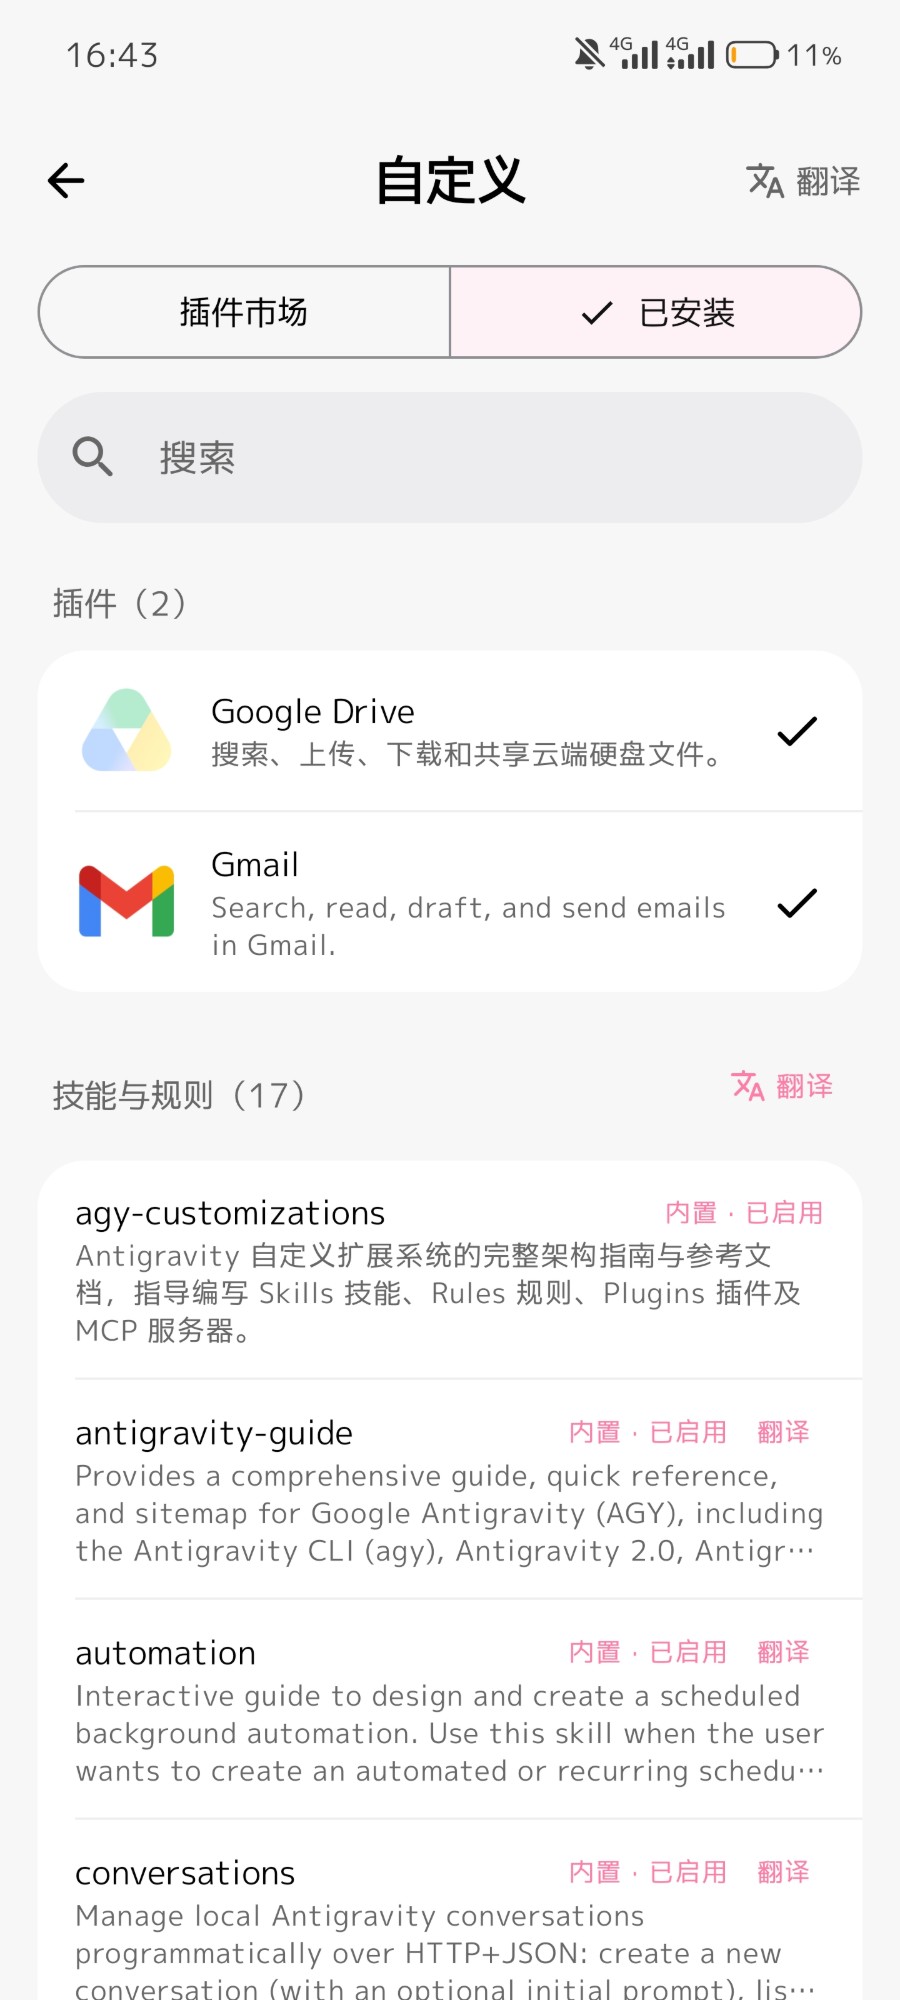 16:43
4G 4G 11%
自定义
翻译
插件市场
已安装
搜索
插件（2）
Google Drive
搜索、上传、下载和共享云端硬盘文件。
Gmail
Search, read, draft, and send emails
in Gmail.
技能与规则（17）
翻译
agy-customizations
内置 · 已启用
Antigravity 自定义扩展系统的完整架构指南与参考文
档，指导编写 Skills 技能、Rules 规则、Plugins 插件及
MCP 服务器。
antigravity-guide
内置 · 已启用 翻译
Provides a comprehensive guide, quick reference,
and sitemap for Google Antigravity (AGY), including
the Antigravity CLI (agy), Antigravity 2.0, Antigr…
automation
内置 · 已启用 翻译
Interactive guide to design and create a scheduled
background automation. Use this skill when the user
wants to create an automated or recurring schedu…
conversations
内置 · 已启用 翻译
Manage local Antigravity conversations
programmatically over HTTP+JSON: create a new
conversation (with an optional initial prompt), lis…